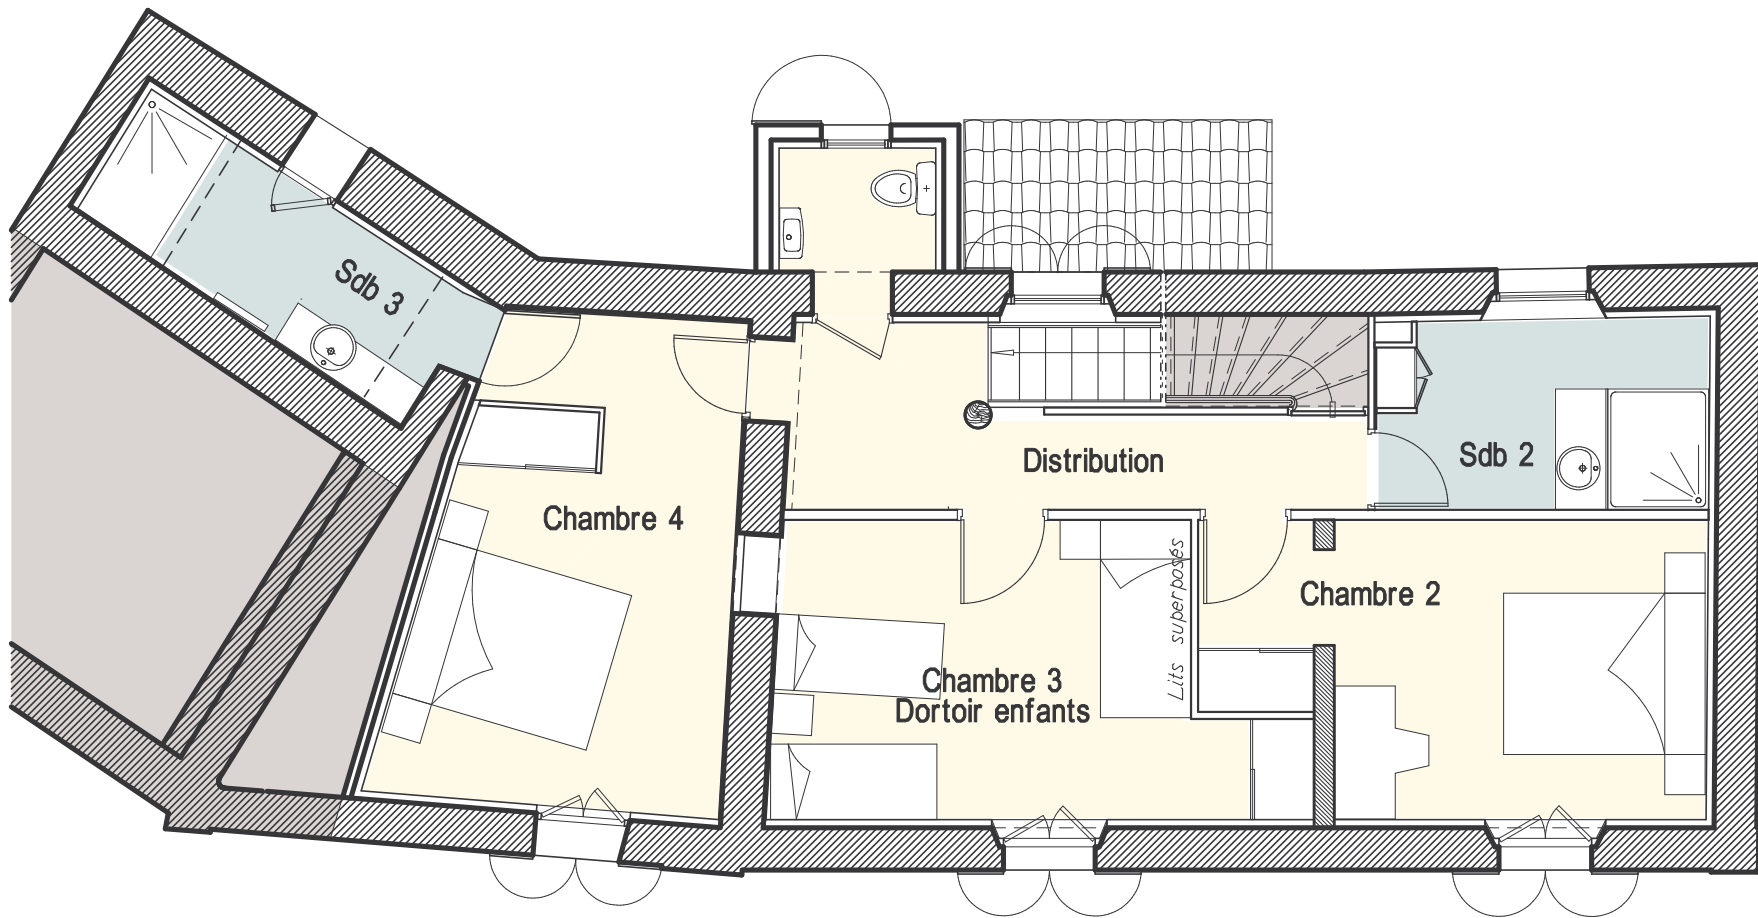 Sdb 3
Distribution
Sdb 2
Chambre 4
Lits superposés
Chambre 2
Chambre 3
Dortoir enfants